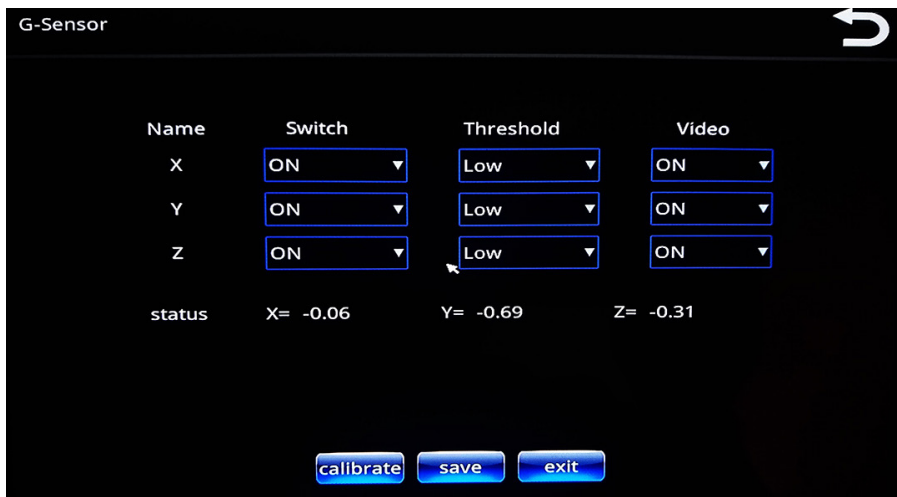 G-Sensor
Name Switch Threshold Video
X ON Low ON
Y ON Low ON
Z ON Low ON
status X= -0.06 Y= -0.69 Z= -0.31
calibrate save exit